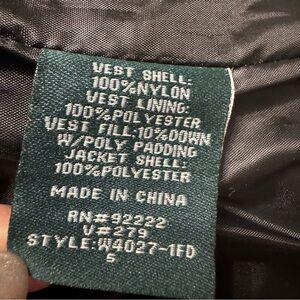 VEST SHELL:
100%NYLON
VEST LINING:
100%POLYESTER
VEST FILL:10%DOWN
W/POLY PADDING
JACKET SHELL:
100%POLYESTER
MADE IN CHINA
RN#92222
V#279
STYLE:W4027-1FD
S